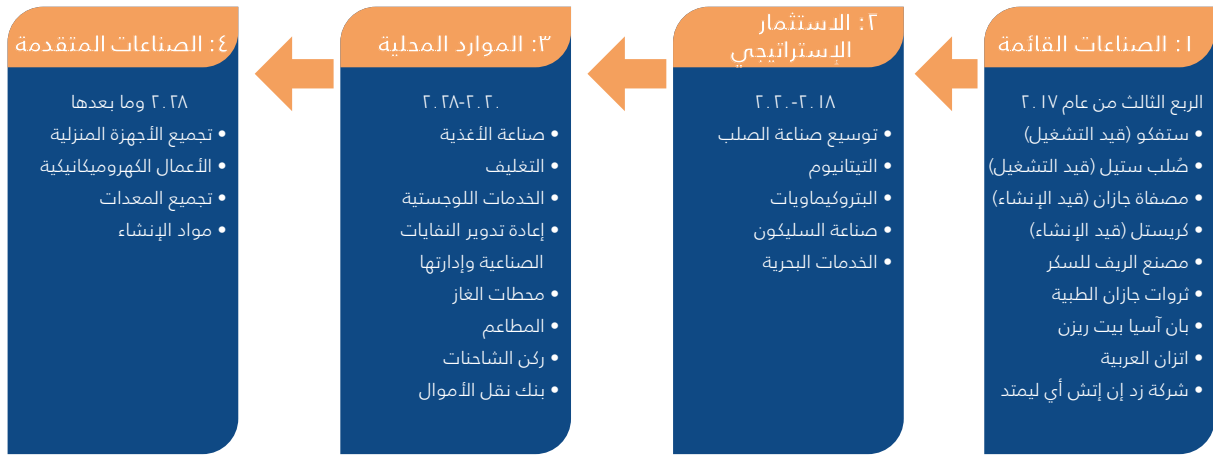 ١: الصناعات القائمة
الربع الثالث من عام ٢٠١٧
• ستفكو (قيد التشغيل)
• صُلب ستيل (قيد التشغيل)
• مصفاة جازان (قيد الإنشاء)
• كريستل (قيد الإنشاء)
• مصنع الريف للسكر
• ثروات جازان الطبية
• بان آسيا بيت ريزن
• اتزان العربية
• شركة زد إن إتش أي ليمتد
٢: الاستثمار
الإستراتيجي
٢٠١٨-٢٠٢٠
• توسيع صناعة الصلب
• التيتانيوم
• البتروكيماويات
• صناعة السليكون
• الخدمات البحرية
٣: الموارد المحلية
٢٠٢٠-٢٠٢٨
• صناعة الأغذية
• التغليف
• الخدمات اللوجستية
• إعادة تدوير النفايات
الصناعية وإدارتها
• محطات الغاز
• المطاعم
• ركن الشاحنات
• بنك نقل الأموال
٤: الصناعات المتقدمة
٢٠٢٨ وما بعدها
• تجميع الأجهزة المنزلية
• الأعمال الكهروميكانيكية
• تجميع المعدات
• مواد الإنشاء